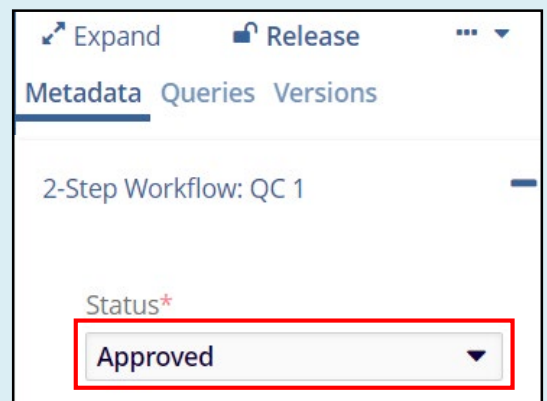 Expand Release ...
Metadata Queries Versions
2-Step Workflow: QC 1
Status*
Approved